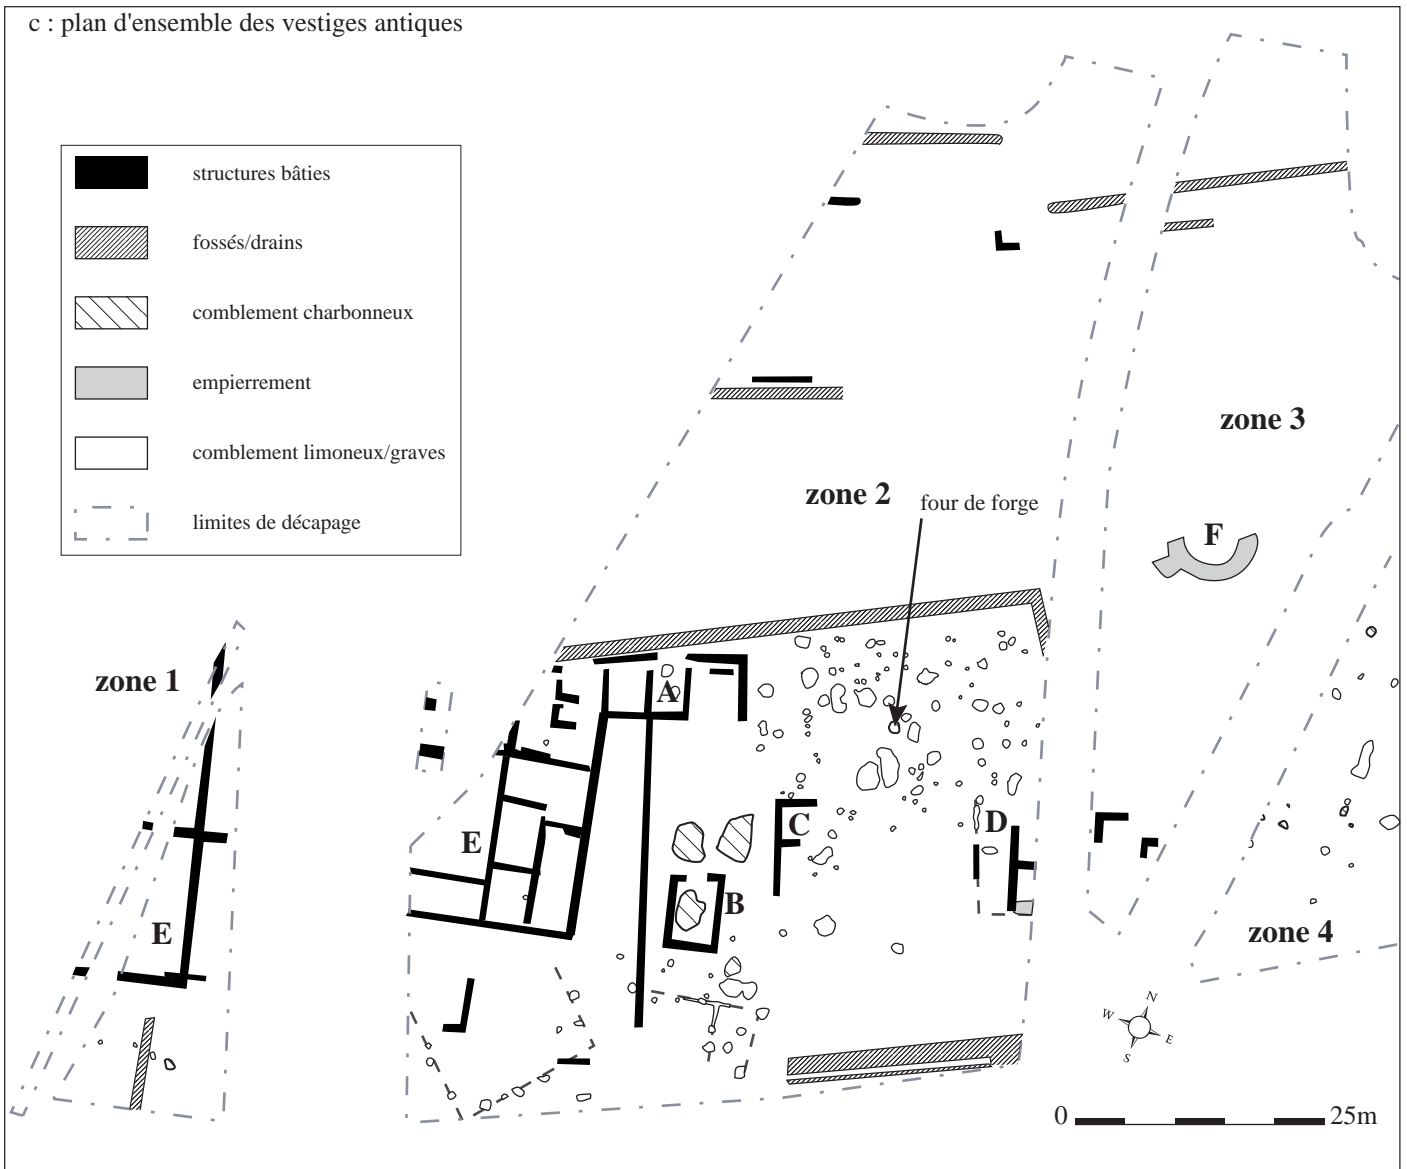 c : plan d'ensemble des vestiges antiques
structures bâties
fossés/drains
comblement charbonneux
empierrement
comblement limoneux/graves
limites de décapage
zone 3
zone 2
four de forge
F
zone 1
A
E
C
D
B
E
zone 4
N
W
E
S
0
25m